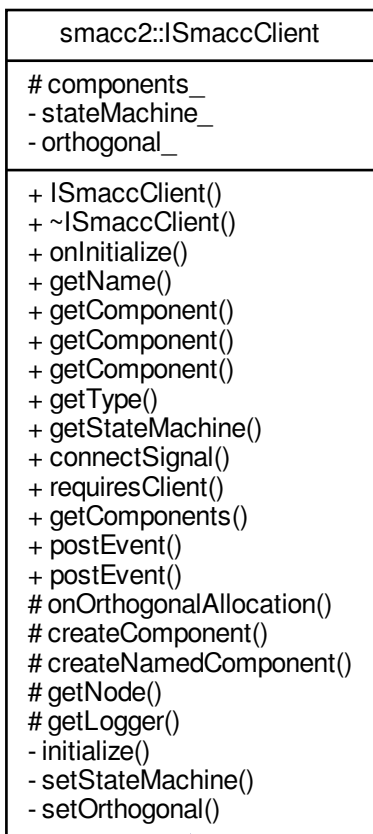 smacc2::ISmaccClient
# components_
- stateMachine_
- orthogonal_
+ ISmaccClient()
+ ~ISmaccClient()
+ onInitialize()
+ getName()
+ getComponent()
+ getComponent()
+ getComponent()
+ getType()
+ getStateMachine()
+ connectSignal()
+ requiresClient()
+ getComponents()
+ postEvent()
+ postEvent()
# onOrthogonalAllocation()
# createComponent()
# createNamedComponent()
# getNode()
# getLogger()
- initialize()
- setStateMachine()
- setOrthogonal()